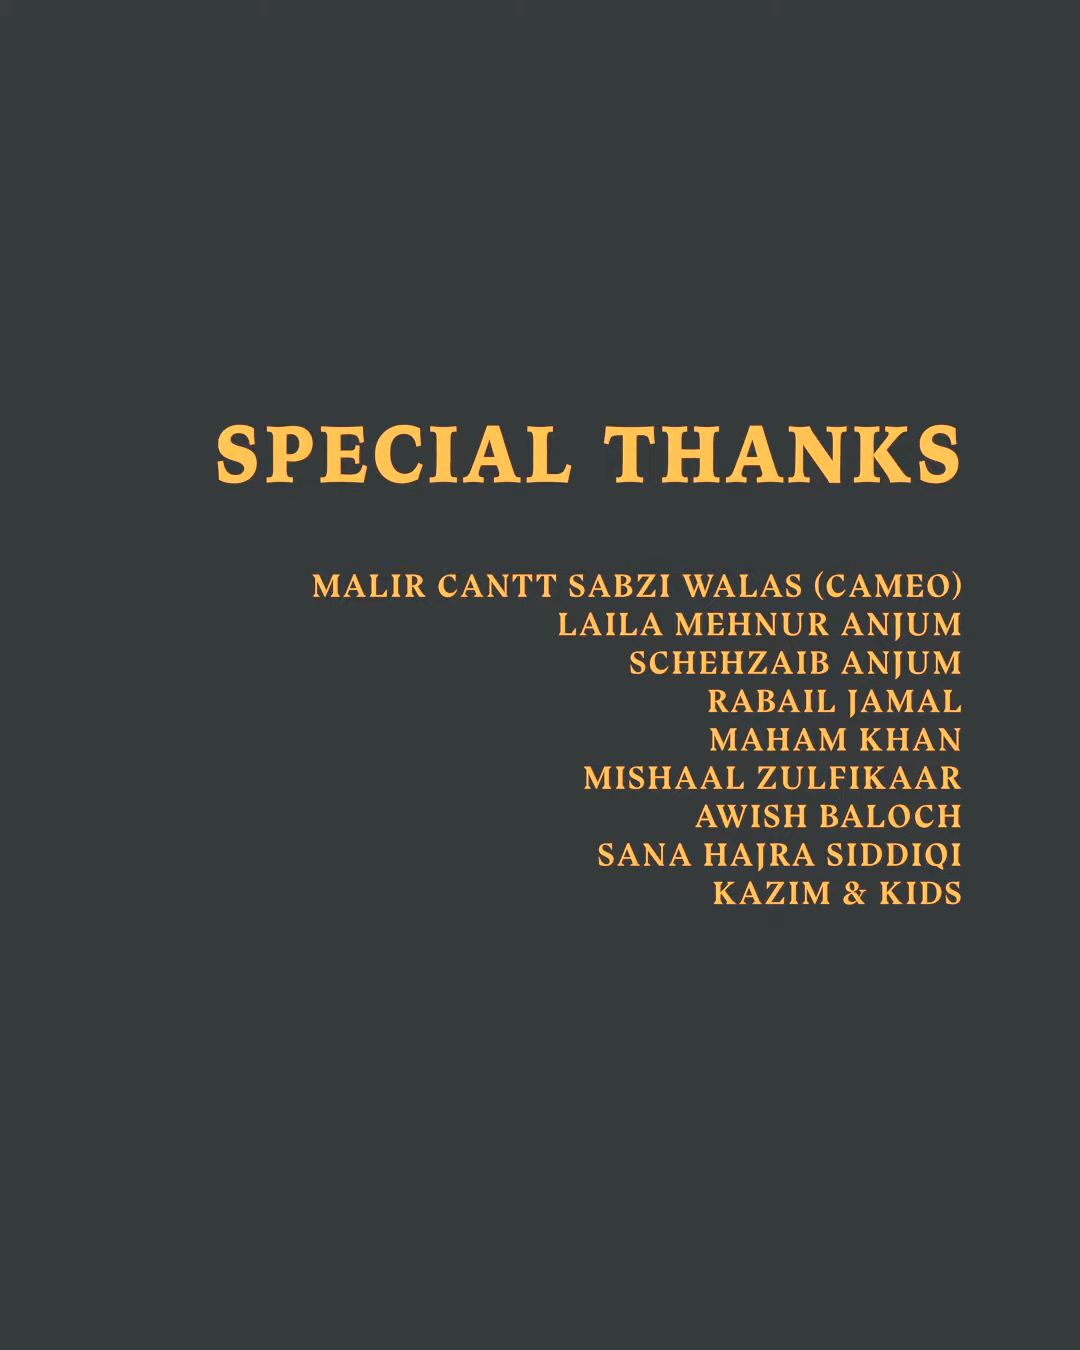 SPECIAL THANKS
MALIR CANTT SABZI WALAS (CAMEO)
LAILA MEHNUR ANJUM
SCHEHZAIB ANJUM
RABAIL JAMAL
MAHAM KHAN
MISHAAL ZULFIKAAR
AWISH BALOCH
SANA HAJRA SIDDIQI
KAZIM & KIDS